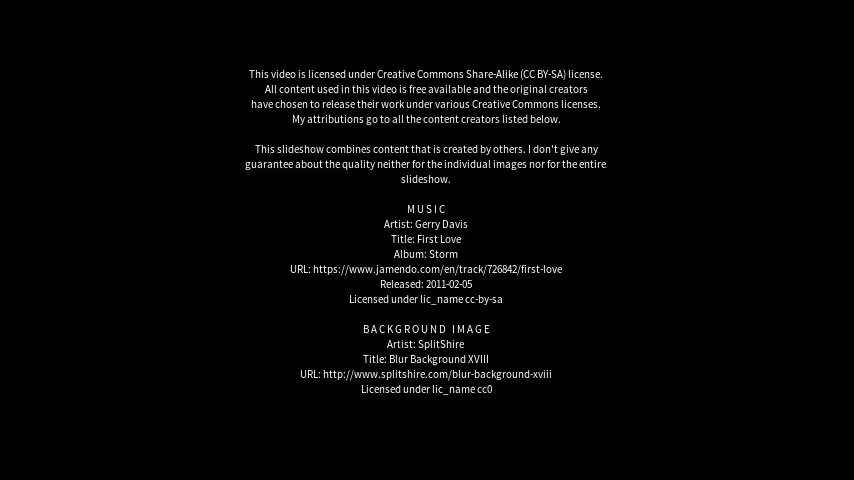 This video is licensed under Creative Commons Share-Alike (CC BY-SA) license.
All content used in this video is free available and the original creators
have chosen to release their work under various Creative Commons licenses.
My attributions go to all the content creators listed below.
This slideshow combines content that is created by others. I don't give any
guarantee about the quality neither for the individual images nor for the entire
slideshow.
MUSIC
Artist: Gerry Davis
Title: First Love
Album: Storm
URL: https://www.jamendo.com/en/track/726842/first-love
Released: 2011-02-05
Licensed under lic_name cc-by-sa
BACKGROUND IMAGE
Artist: SplitShire
Title: Blur Background XVIII
URL: http://www.splitshire.com/blur-background-xviii
Licensed under lic_name cc0